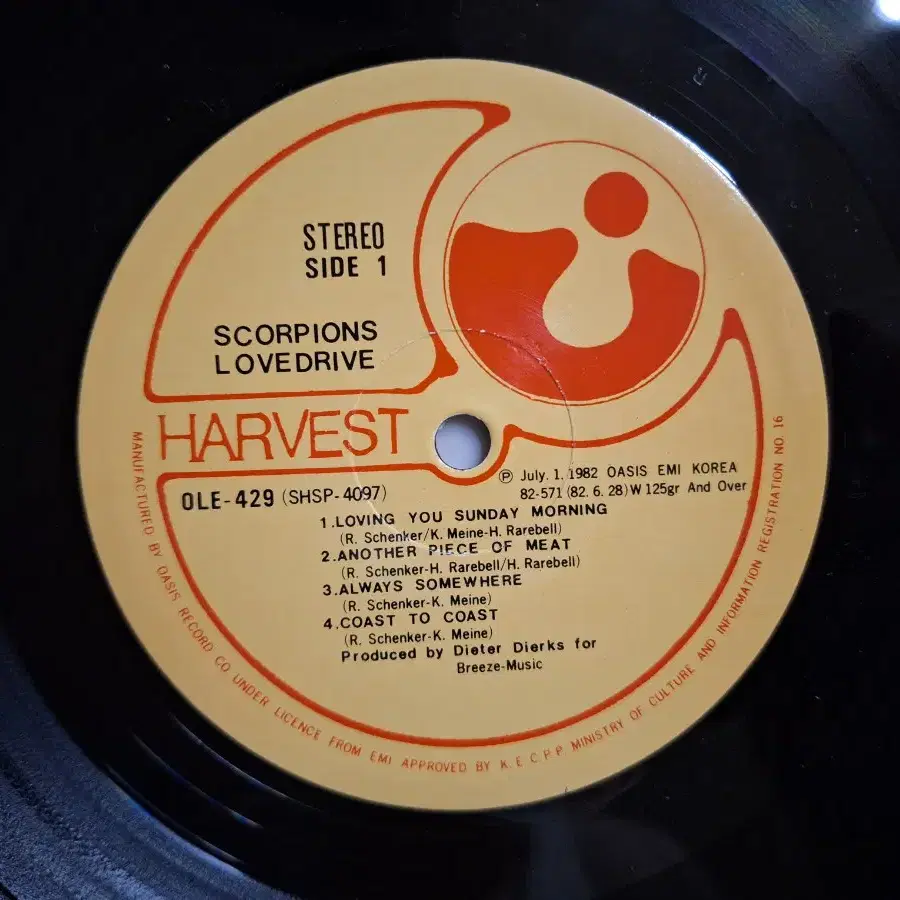 STEREO
SIDE 1
SCORPIONS
LOVEDRIVE
HARVEST
OLE-429 (SHSP-4097)
Ⓟ July. 1. 1982 OASIS EMI KOREA
82-571 (82. 6. 28) W 125gr And Over
1.LOVING YOU SUNDAY MORNING
(R. Schenker/K. Meine-H. Rarebell)
2.ANOTHER PIECE OF MEAT
(R. Schenker-H. Rarebell/H. Rarebell)
3.ALWAYS SOMEWHERE
(R. Schenker-K. Meine)
4.COAST TO COAST
(R. Schenker-K. Meine)
Produced by Dieter Dierks for
Breeze-Music
MANUFACTURED BY OASIS RECORD CO UNDER LICENCE FROM EMI APPROVED BY K. E. C. P. P. MINISTRY OF CULTURE AND INFORMATION REGISTRATION NO. 16